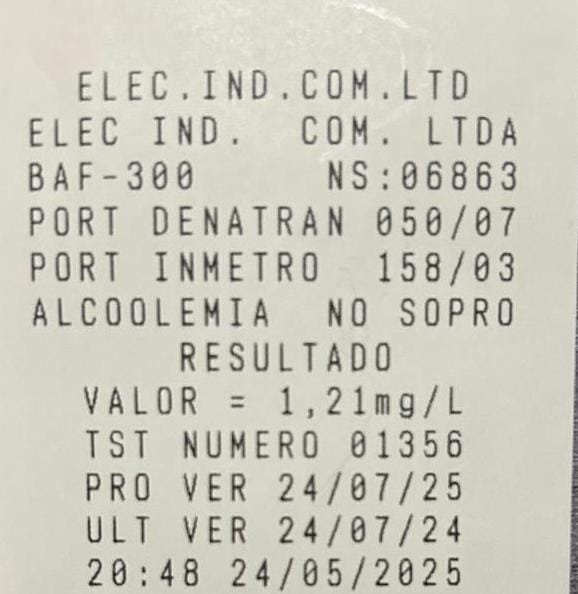 ELEC.IND.COM.LTD
ELEC IND. COM. LTDA
BAF-300 NS:06863
PORT DENATRAN 050/07
PORT INMETRO 158/03
ALCOOLEMIA NO SOPRO
RESULTADO
VALOR = 1,21mg/L
TST NUMERO 01356
PRO VER 24/07/25
ULT VER 24/07/24
20:48 24/05/2025